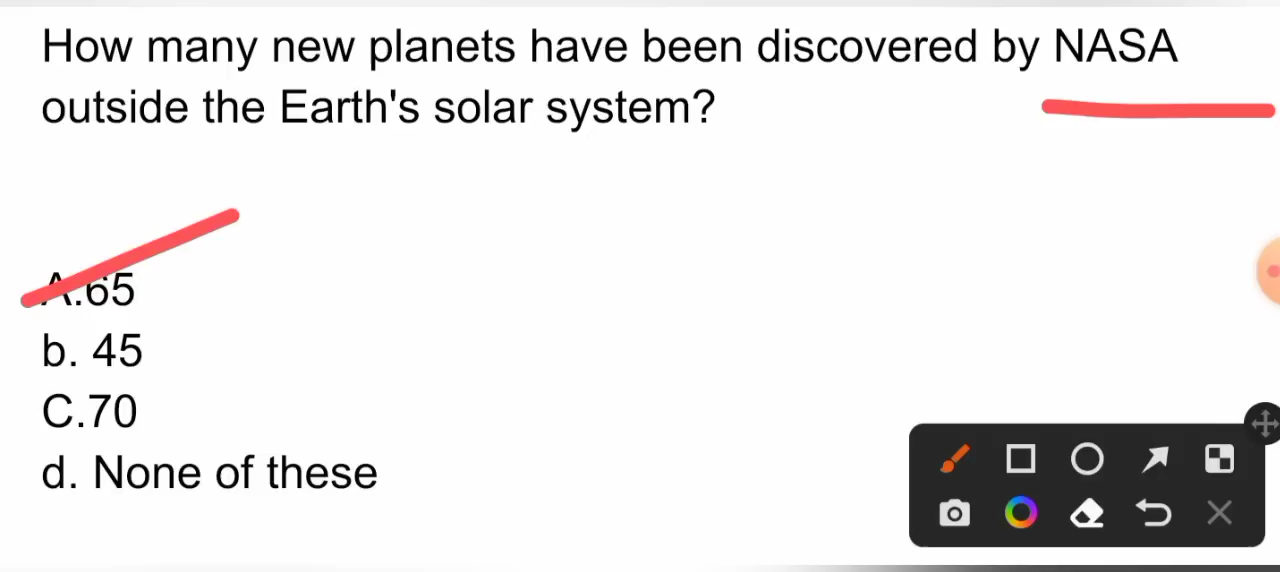 How many new planets have been discovered by NASA
outside the Earth's solar system?
A.65
b. 45
C.70
d. None of these